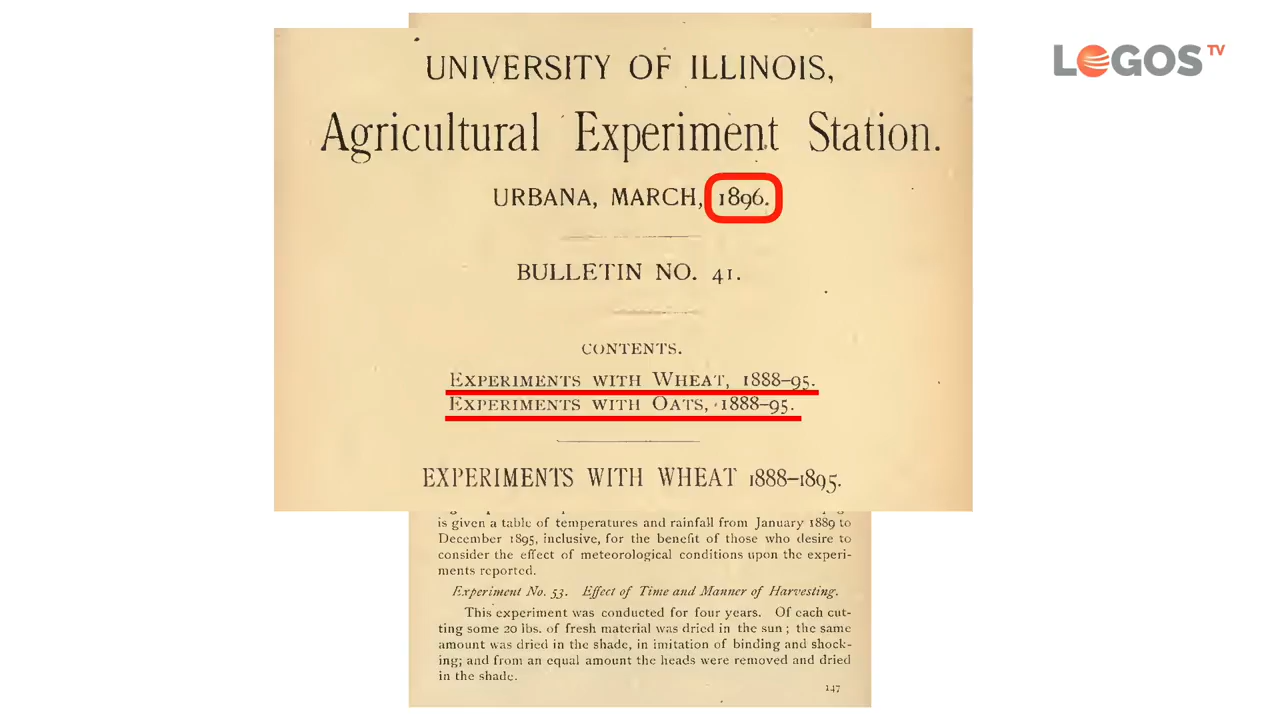 LOGOS TV
UNIVERSITY OF ILLINOIS,
Agricultural Experiment Station.
URBANA, MARCH, 1896.
BULLETIN NO. 41.
CONTENTS.
EXPERIMENTS WITH WHEAT, 1888–95.
EXPERIMENTS WITH OATS, 1888–95.
EXPERIMENTS WITH WHEAT 1888–1895.
is given a table of temperatures and rainfall from January 1889 to
December 1895, inclusive, for the benefit of those who desire to
consider the effect of meteorological conditions upon the experi-
ments reported.
Experiment No. 53. Effect of Time and Manner of Harvesting.
This experiment was conducted for four years. Of each cut-
ting some 20 lbs. of fresh material was dried in the sun; the same
amount was dried in the shade, in imitation of binding and shock-
ing; and from an equal amount the heads were removed and dried
in the shade.
147